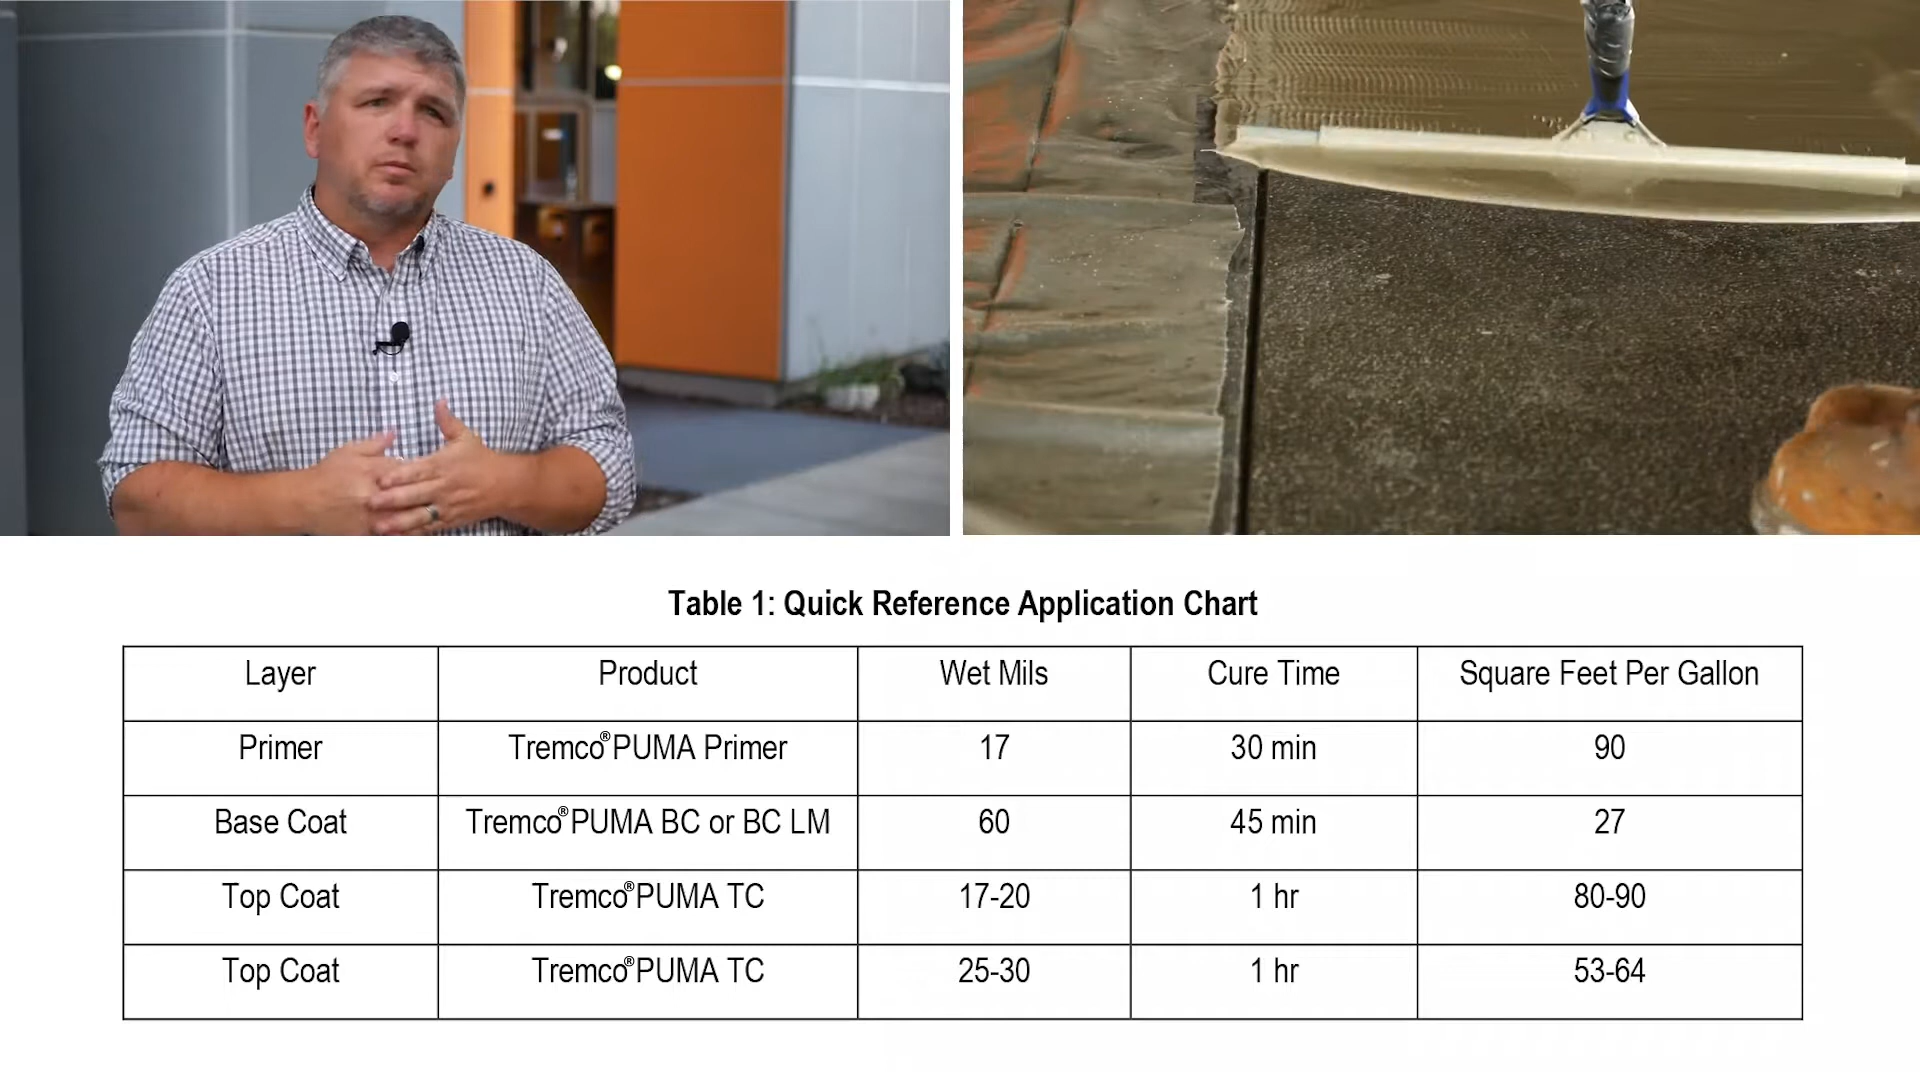 Table 1: Quick Reference Application Chart
Layer Product Wet Mils Cure Time Square Feet Per Gallon
Primer Tremco®PUMA Primer 17 30 min 90
Base Coat Tremco®PUMA BC or BC LM 60 45 min 27
Top Coat Tremco®PUMA TC 17-20 1 hr 80-90
Top Coat Tremco®PUMA TC 25-30 1 hr 53-64